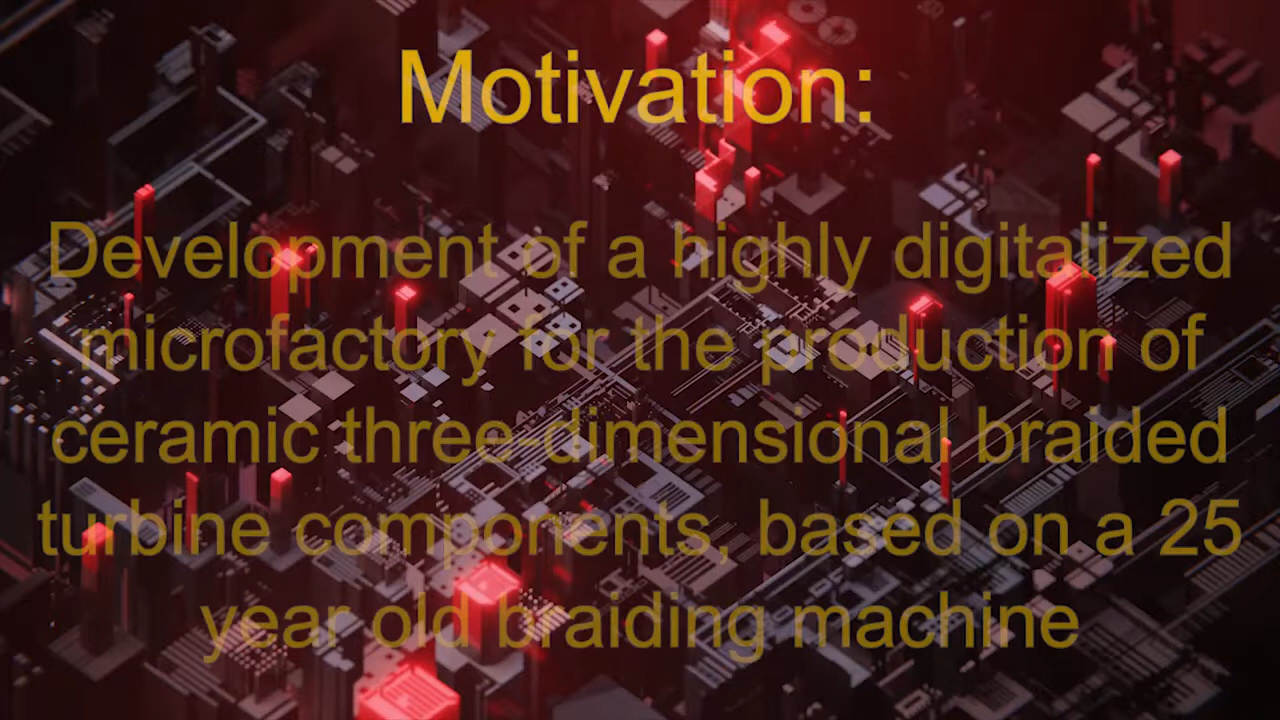 Motivation:
Development of a highly digitalized
microfactory for the production of
ceramic three-dimensional braided
turbine components, based on a 25
year old braiding machine